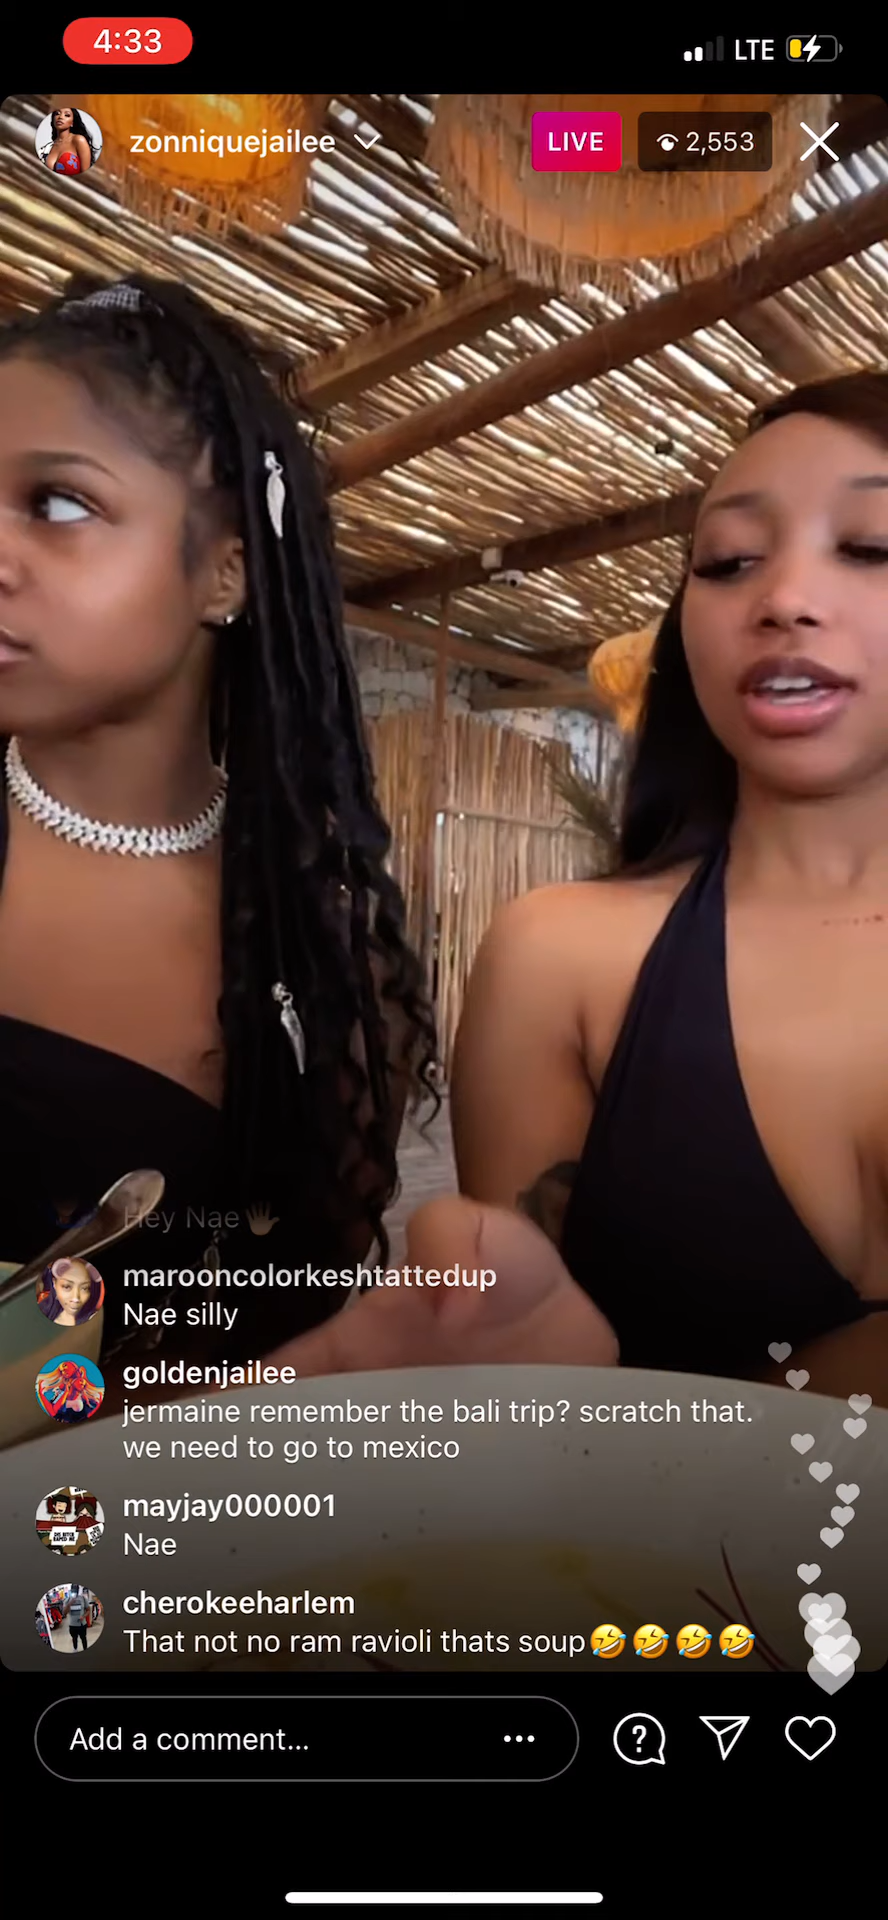 4:33
LTE
zonniquejailee
LIVE
2,553
Hey Nae🖐🏿
marooncolorkeshtattedup
Nae silly
goldenjailee
jermaine remember the bali trip? scratch that.
we need to go to mexico
mayjay000001
Nae
cherokeeharlem
That not no ram ravioli thats soup🤣🤣🤣🤣
Add a comment...